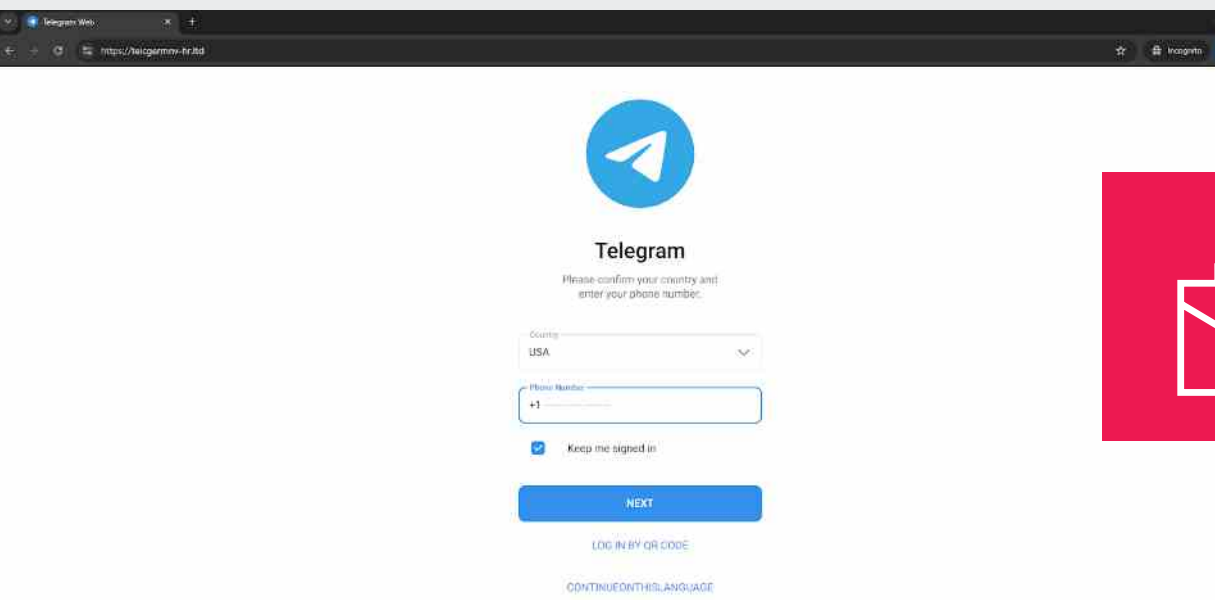 Telegram Web
https://teicgermnv-hr.ltd
Incognito
Telegram
Please confirm your country and
enter your phone number.
Country
USA
Phone Number
+1
Keep me signed in
NEXT
LOG IN BY QR CODE
CONTINUEONTHISLANGUAGE